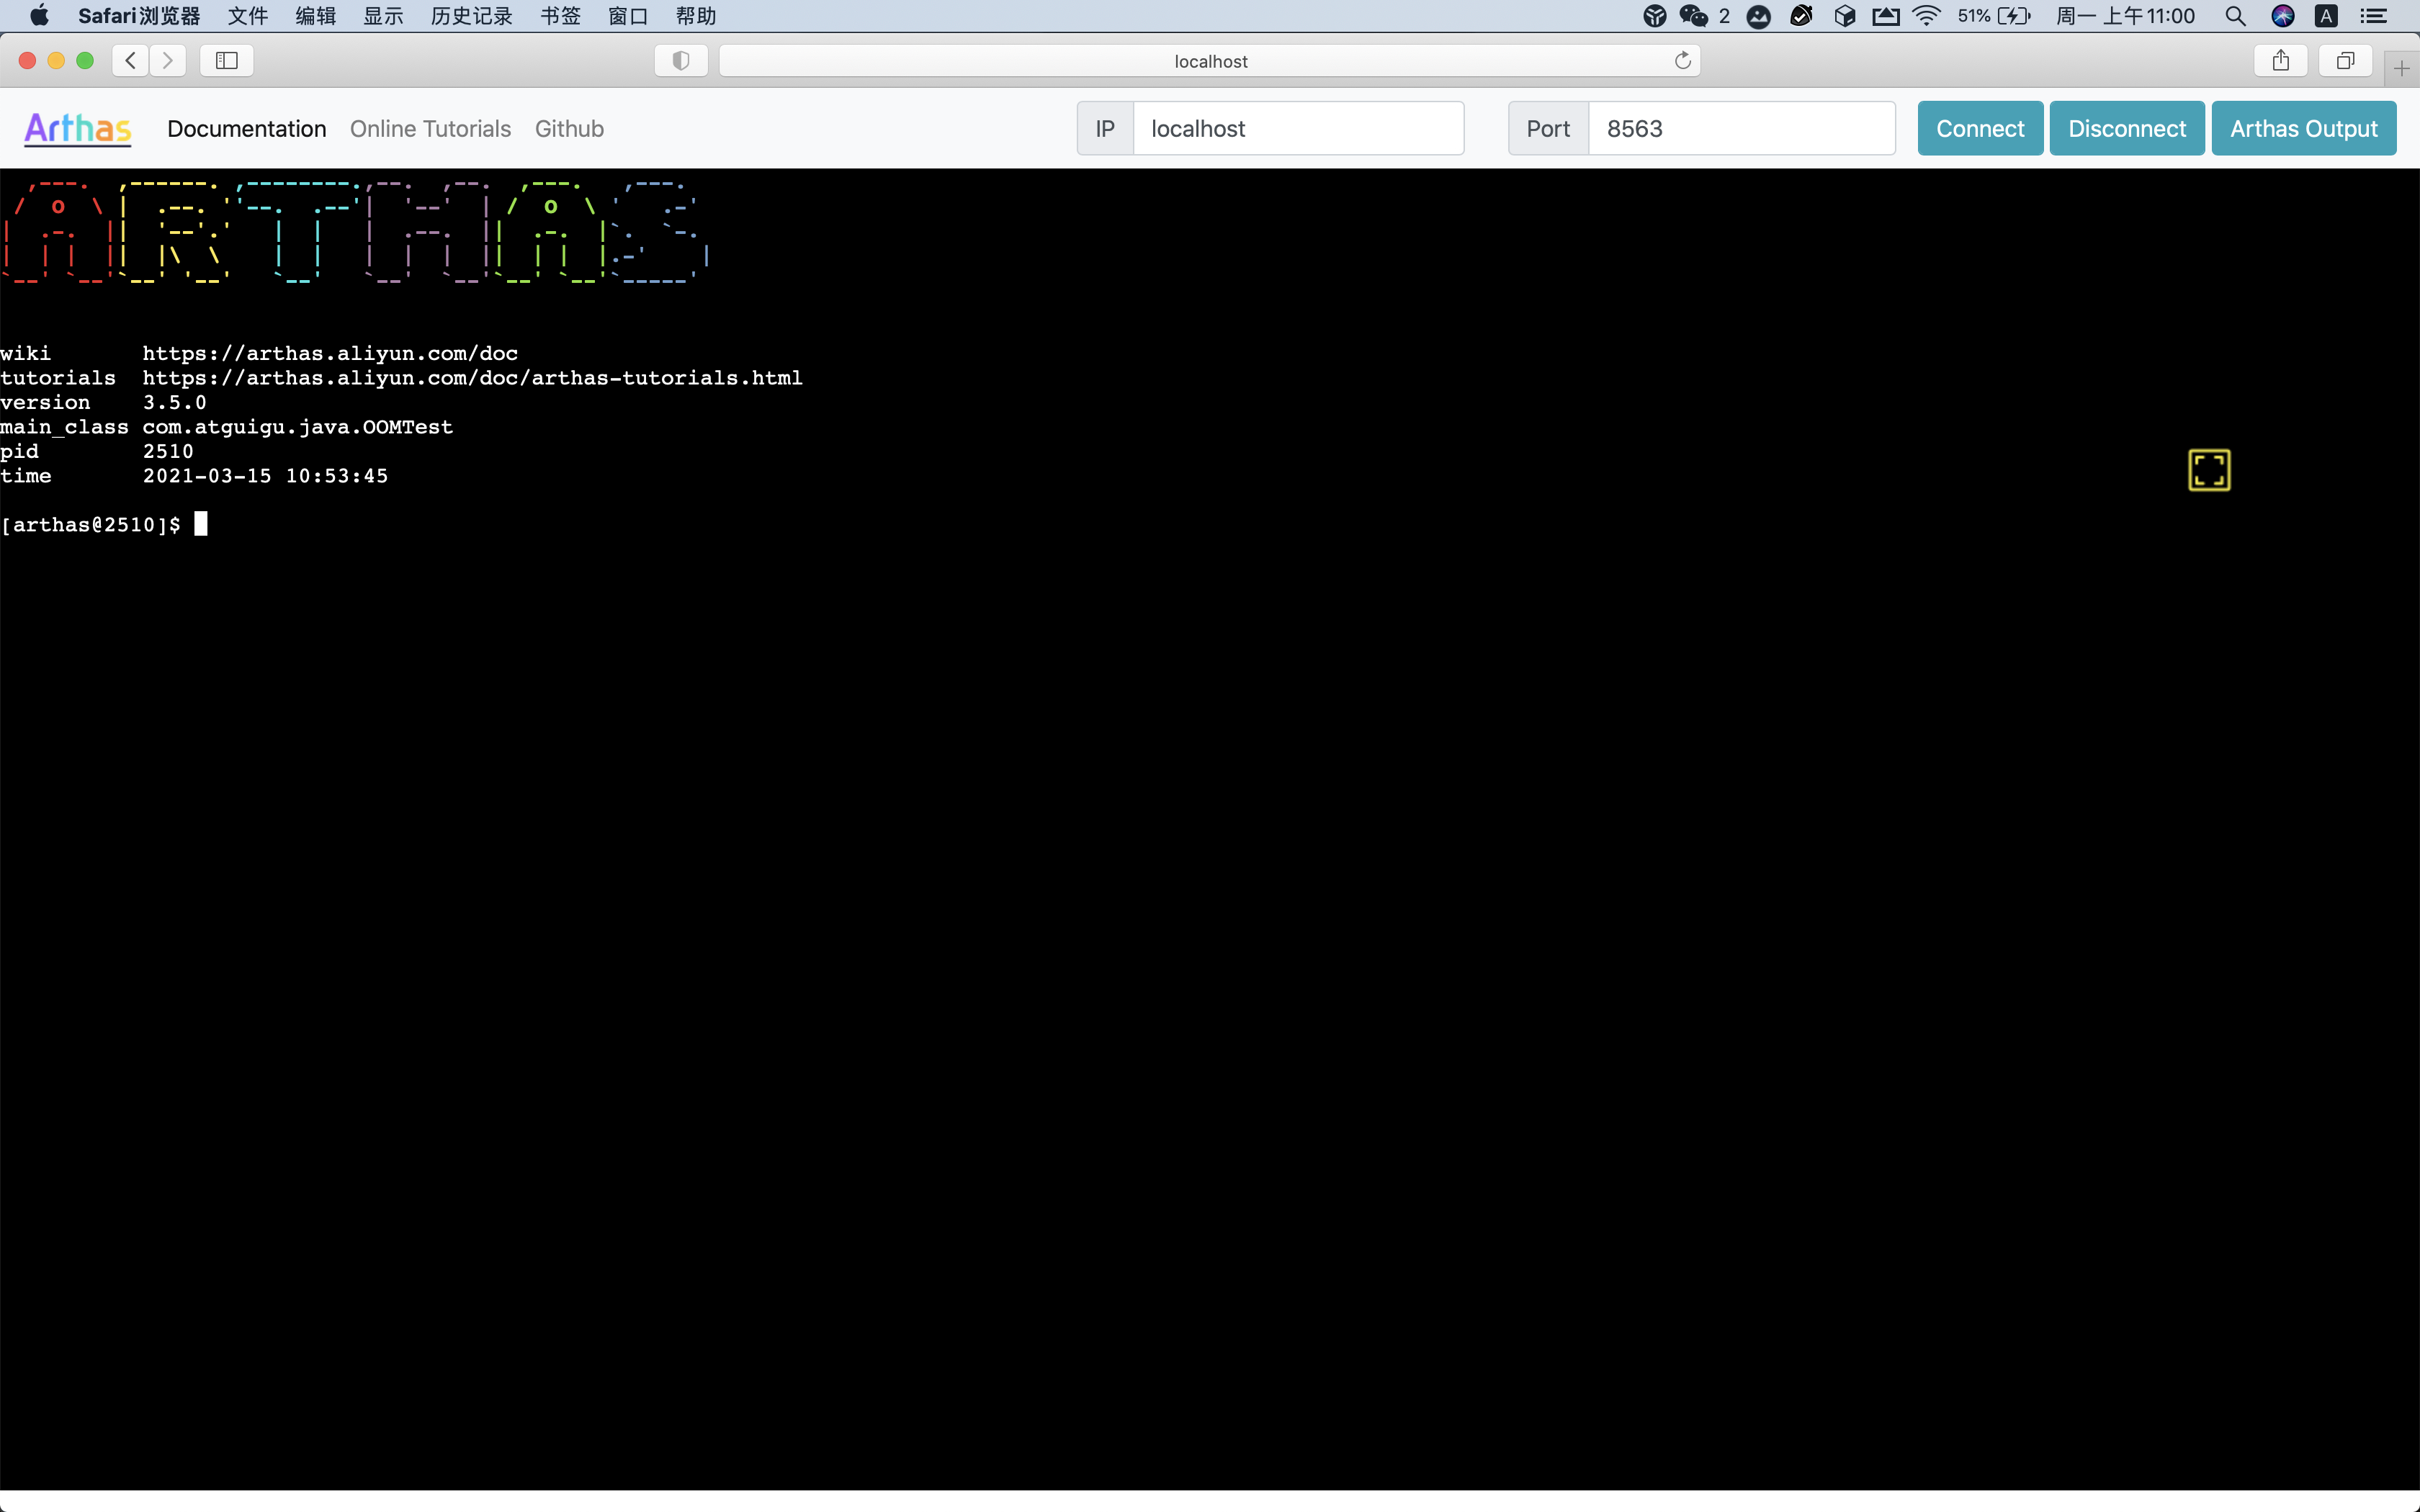 Safari浏览器 文件 编辑 显示 历史记录 书签 窗口 帮助 2 51% 周一 上午11:00 A
localhost
Arthas Documentation Online Tutorials Github IP localhost Port 8563 Connect Disconnect Arthas Output
ARTHAS
wiki https://arthas.aliyun.com/doc
tutorials https://arthas.aliyun.com/doc/arthas-tutorials.html
version 3.5.0
main_class com.atguigu.java.OOMTest
pid 2510
time 2021-03-15 10:53:45
[arthas@2510]$